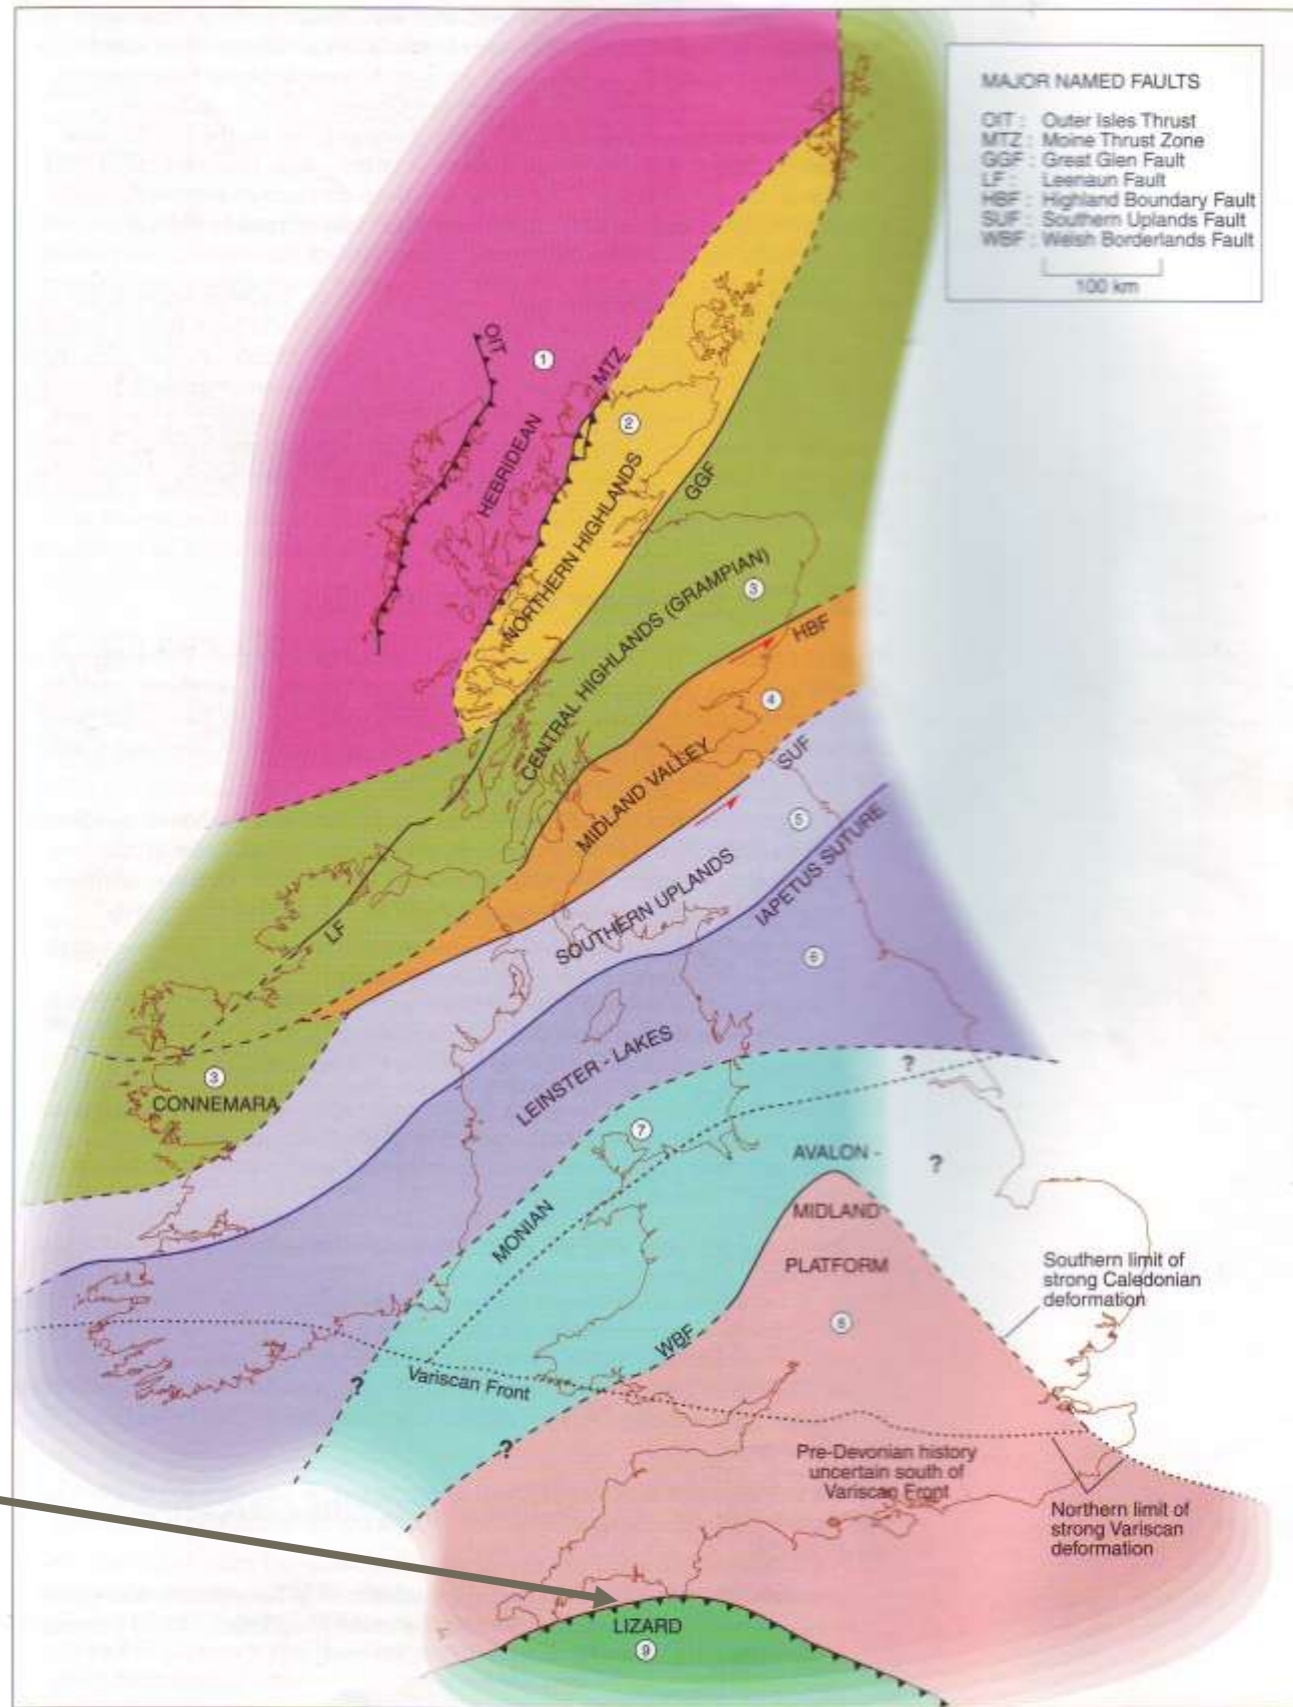 MAJOR NAMED FAULTS
OIT : Outer Isles Thrust
MTZ : Moine Thrust Zone
GGF : Great Glen Fault
LF : Leenaun Fault
HBF : Highland Boundary Fault
SUF : Southern Uplands Fault
WBF : Welsh Borderlands Fault
100 km
OIT
1
MTZ
HEBRIDEAN
2
NORTHERN HIGHLANDS
GGF
CENTRAL HIGHLANDS (GRAMPIAN)
3
HBF
4
MIDLAND VALLEY
SUF
5
SOUTHERN UPLANDS
IAPETUS SUTURE
LF
6
3
CONNEMARA
LEINSTER - LAKES
?
7
AVALON -
?
MONIAN
MIDLAND
PLATFORM
Southern limit of
strong Caledonian
deformation
8
WBF
Variscan Front
?
?
Pre-Devonian history
uncertain south of
Variscan Front
Northern limit of
strong Variscan
deformation
LIZARD
9